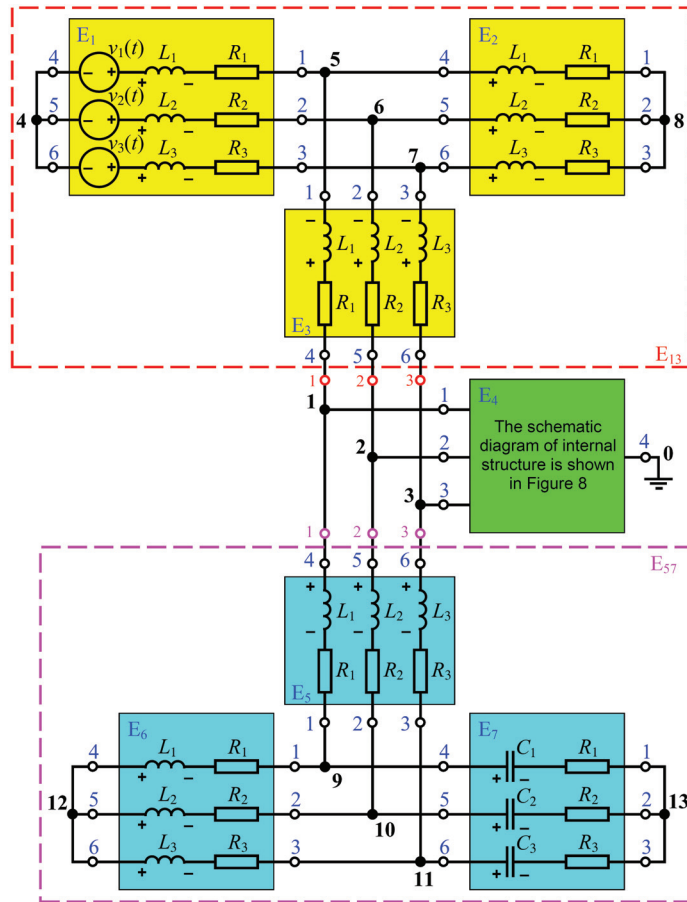 E1 E2
4 v1(t) L1 R1 1 5 4 L1 R1 1
− + + − + −
4 5 v2(t) L2 R2 2 6 5 L2 R2 2 8
− + + − + −
6 v3(t) L3 R3 3 7 6 L3 R3 3
− + + − + −
1 2 3
− − −
L1 L2 L3
+ + +
R1 R2 R3
E3
4 5 6 E13
1 2 3
1 1 E4
The schematic
diagram of internal
structure is shown
in Figure 8
2 2 4 0
3 3
1 2 3 E57
4 5 6
+ + +
L1 L2 L3
− − −
R1 R2 R3
E5
1 2 3
E6 E7
4 L1 R1 1 9 4 C1 R1 1
+ − + −
12 5 L2 R2 2 10 5 C2 R2 2 13
+ − + −
6 L3 R3 3 11 6 C3 R3 3
+ − + −